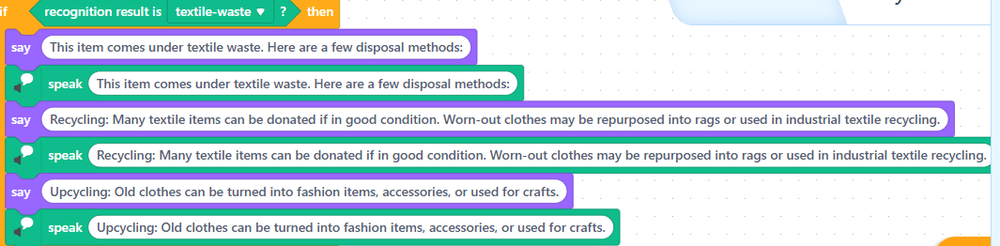 if recognition result is textile-waste ? then
say This item comes under textile waste. Here are a few disposal methods:
speak This item comes under textile waste. Here are a few disposal methods:
say Recycling: Many textile items can be donated if in good condition. Worn-out clothes may be repurposed into rags or used in industrial textile recycling.
speak Recycling: Many textile items can be donated if in good condition. Worn-out clothes may be repurposed into rags or used in industrial textile recycling.
say Upcycling: Old clothes can be turned into fashion items, accessories, or used for crafts.
speak Upcycling: Old clothes can be turned into fashion items, accessories, or used for crafts.